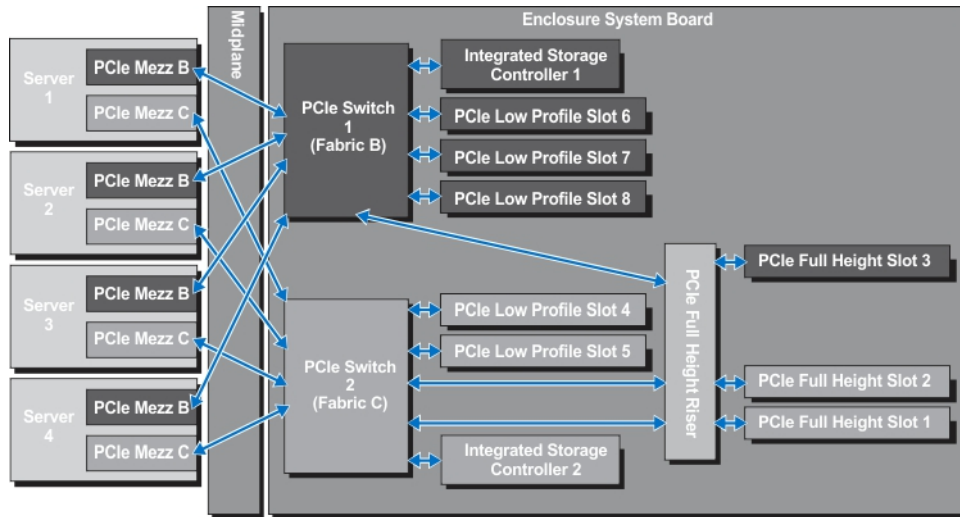 Enclosure System Board
Midplane
Server
1
PCIe Mezz B
PCIe Mezz C
Server
2
PCIe Mezz B
PCIe Mezz C
Server
3
PCIe Mezz B
PCIe Mezz C
Server
4
PCIe Mezz B
PCIe Mezz C
PCIe Switch
1
(Fabric B)
Integrated Storage
Controller 1
PCIe Low Profile Slot 6
PCIe Low Profile Slot 7
PCIe Low Profile Slot 8
PCIe Switch
2
(Fabric C)
PCIe Low Profile Slot 4
PCIe Low Profile Slot 5
Integrated Storage
Controller 2
PCIe Full Height Riser
PCIe Full Height Slot 3
PCIe Full Height Slot 2
PCIe Full Height Slot 1